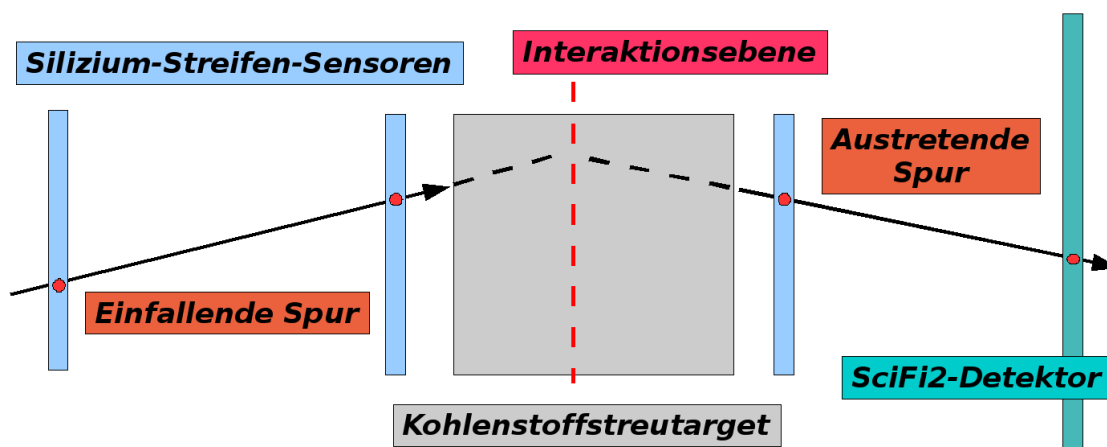 Silizium-Streifen-Sensoren
Interaktionsebene
Austretende
Spur
Einfallende Spur
SciFi2-Detektor
Kohlenstoffstreutarget